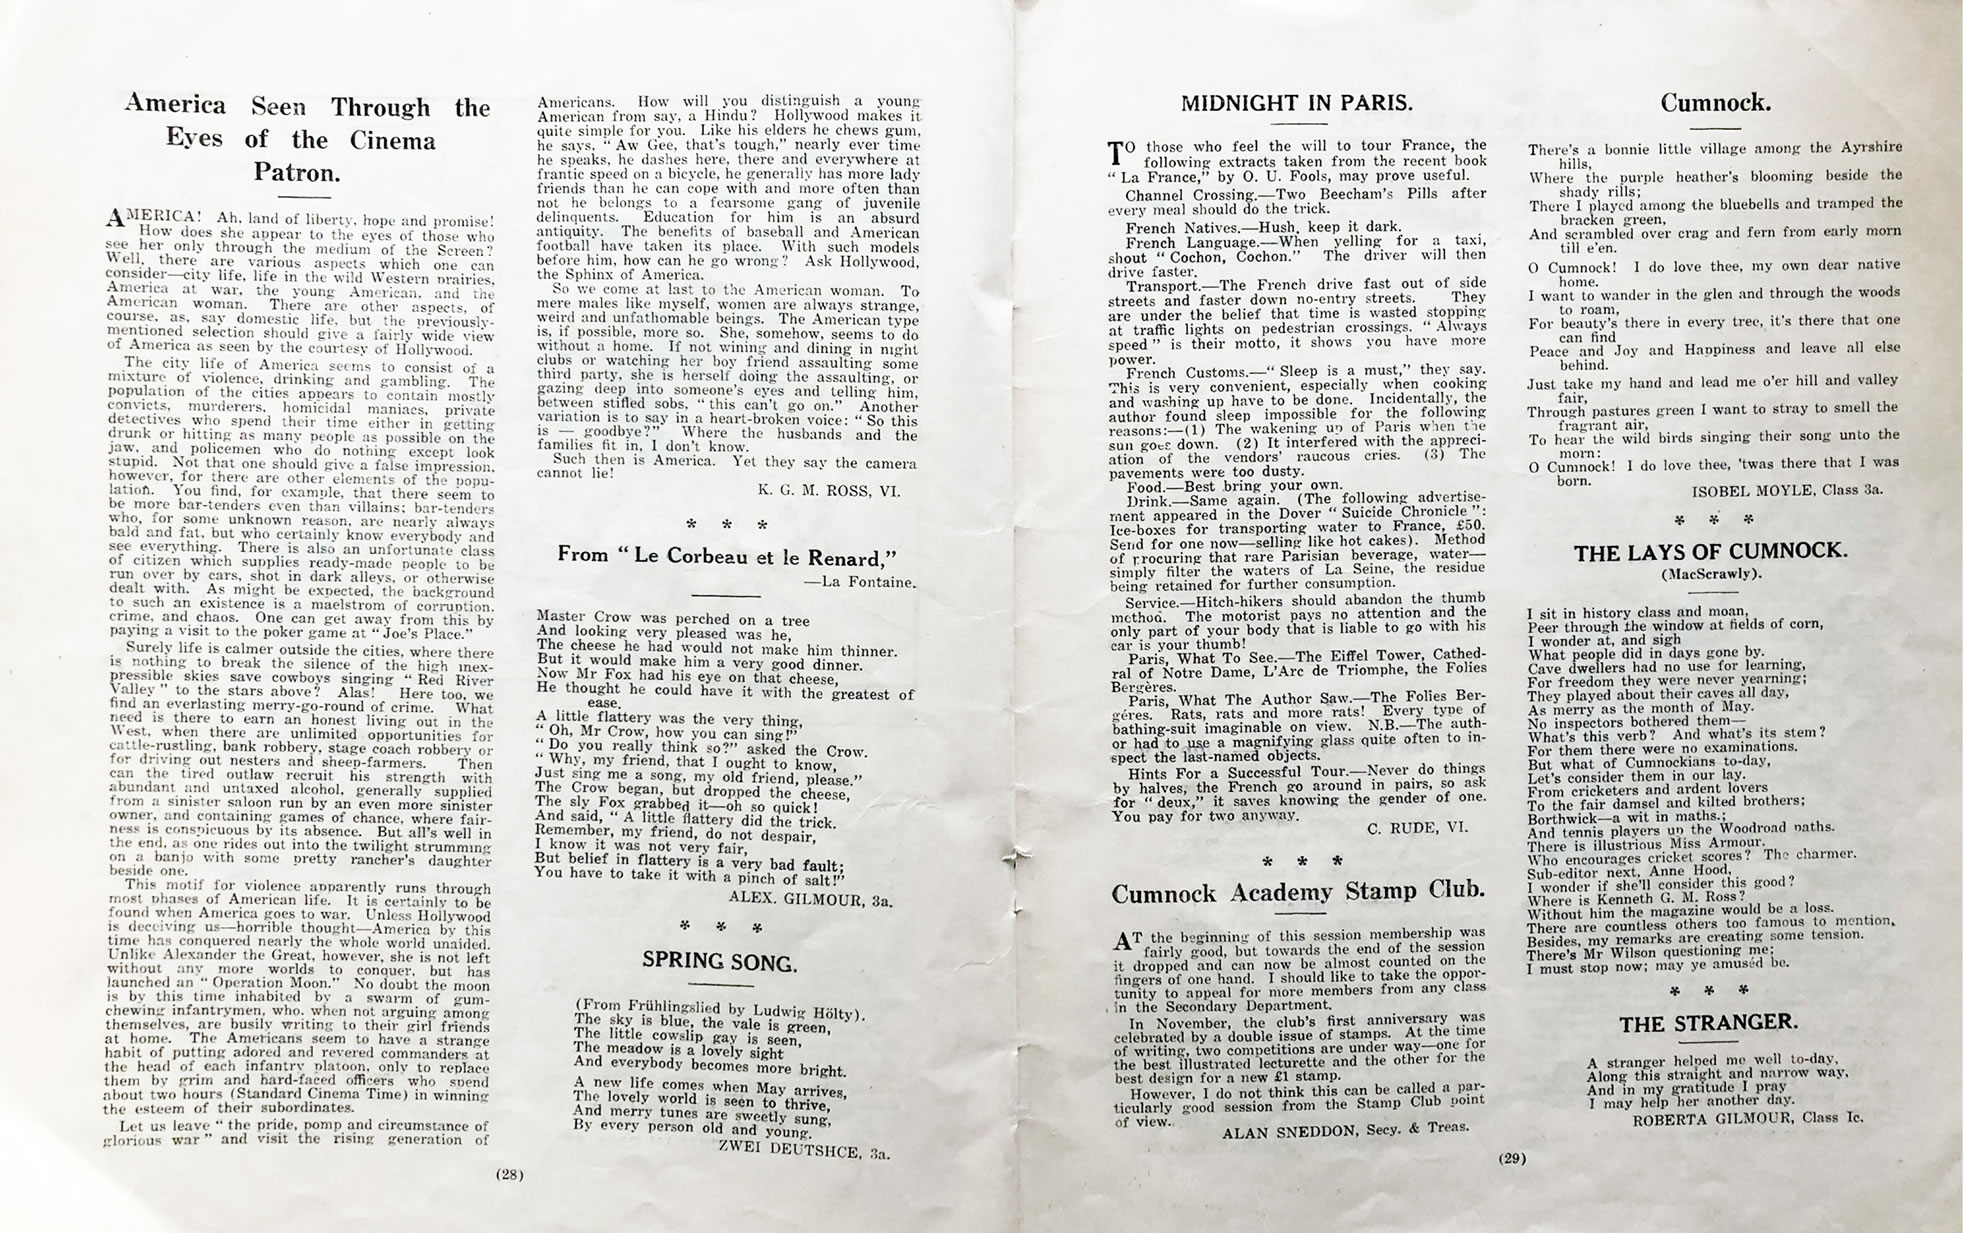 America Seen Through the
Eyes of the Cinema
Patron.
AMERICA! Ah, land of liberty, hope and promise!
How does she appear to the eyes of those who
see her only through the medium of the Screen?
Well, there are various aspects which one can
consider—city life, life in the wild Western prairies,
America at war, the young American, and the
American woman. There are other aspects, of
course, as, say domestic life, but the previously-
mentioned selection should give a fairly wide view
of America as seen by the courtesy of Hollywood.
The city life of America seems to consist of a
mixture of violence, drinking and gambling. The
population of the cities appears to contain mostly
convicts, murderers, homicidal maniacs, private
detectives who spend their time either in getting
drunk or hitting as many people as possible on the
jaw, and policemen who do nothing except look
stupid. Not that one should give a false impression,
however, for there are other elements of the popu-
lation. You find, for example, that there seem to
be more bar-tenders even than villains; bar-tenders
who, for some unknown reason, are nearly always
bald and fat, but who certainly know everybody and
see everything. There is also an unfortunate class
of citizen which supplies ready-made people to be
run over by cars, shot in dark alleys, or otherwise
dealt with. As might be expected, the background
to such an existence is a maelstrom of corruption,
crime, and chaos. One can get away from this by
paying a visit to the poker game at "Joe's Place."
Surely life is calmer outside the cities, where there
is nothing to break the silence of the high inex-
pressible skies save cowboys singing "Red River
Valley" to the stars above? Alas! Here too, we
find an everlasting merry-go-round of crime. What
need is there to earn an honest living out in the
West, when there are unlimited opportunities for
cattle-rustling, bank robbery, stage coach robbery or
for driving out nesters and sheep-farmers. Then
can the tired outlaw recruit his strength with
abundant and untaxed alcohol, generally supplied
from a sinister saloon run by an even more sinister
owner, and containing games of chance, where fair-
ness is conspicuous by its absence. But all's well in
the end, as one rides out into the twilight strumming
on a banjo with some pretty rancher's daughter
beside one.
This motif for violence apparently runs through
most phases of American life. It is certainly to be
found when America goes to war. Unless Hollywood
is deceiving us—horrible thought—America by this
time has conquered nearly the whole world unaided.
Unlike Alexander the Great, however, she is not left
without any more worlds to conquer, but has
launched an "Operation Moon." No doubt the moon
is by this time inhabited by a swarm of gum-
chewing infantrymen, who, when not arguing among
themselves, are busily writing to their girl friends
at home. The Americans seem to have a strange
habit of putting adored and revered commanders at
the head of each infantry platoon, only to replace
them by grim and hard-faced officers who spend
about two hours (Standard Cinema Time) in winning
the esteem of their subordinates.
Let us leave "the pride, pomp and circumstance of
glorious war" and visit the rising generation of
Americans. How will you distinguish a young
American from say, a Hindu? Hollywood makes it
quite simple for you. Like his elders he chews gum,
he says, "Aw Gee, that's tough," nearly ever time
he speaks, he dashes here, there and everywhere at
frantic speed on a bicycle, he generally has more lady
friends than he can cope with and more often than
not he belongs to a fearsome gang of juvenile
delinquents. Education for him is an absurd
antiquity. The benefits of baseball and American
football have taken its place. With such models
before him, how can he go wrong? Ask Hollywood,
the Sphinx of America.
So we come at last to the American woman. To
mere males like myself, women are always strange,
weird and unfathomable beings. The American type
is, if possible, more so. She, somehow, seems to do
without a home. If not wining and dining in night
clubs or watching her boy friend assaulting some
third party, she is herself doing the assaulting, or
gazing deep into someone's eyes and telling him,
between stifled sobs, "this can't go on." Another
variation is to say in a heart-broken voice: "So this
is — goodbye?" Where the husbands and the
families fit in, I don't know.
Such then is America. Yet they say the camera
cannot lie!
K. G. M. ROSS, VI.
* * *
From "Le Corbeau et le Renard,"
—La Fontaine.
Master Crow was perched on a tree
And looking very pleased was he,
The cheese he had would not make him thinner.
But it would make him a very good dinner.
Now Mr Fox had his eye on that cheese,
He thought he could have it with the greatest of
ease.
A little flattery was the very thing,
"Oh, Mr Crow, how you can sing!"
"Do you really think so?" asked the Crow.
"Why, my friend, that I ought to know,
Just sing me a song, my old friend, please."
The Crow began, but dropped the cheese,
The sly Fox grabbed it—oh so quick!
And said, "A little flattery did the trick.
Remember, my friend, do not despair,
I know it was not very fair,
But belief in flattery is a very bad fault;
You have to take it with a pinch of salt!"
ALEX. GILMOUR, 3a.
* * *
SPRING SONG.
(From Frühlingslied by Ludwig Hölty).
The sky is blue, the vale is green,
The little cowslip gay is seen,
The meadow is a lovely sight
And everybody becomes more bright.
A new life comes when May arrives,
The lovely world is seen to thrive,
And merry tunes are sweetly sung,
By every person old and young.
ZWEI DEUTSHCE, 3a.
(28)
MIDNIGHT IN PARIS.
TO those who feel the will to tour France, the
following extracts taken from the recent book
"La France," by O. U. Fools, may prove useful.
Channel Crossing.—Two Beecham's Pills after
every meal should do the trick.
French Natives.—Hush, keep it dark.
French Language.—When yelling for a taxi,
shout "Cochon, Cochon." The driver will then
drive faster.
Transport.—The French drive fast out of side
streets and faster down no-entry streets. They
are under the belief that time is wasted stopping
at traffic lights on pedestrian crossings. "Always
speed" is their motto, it shows you have more
power.
French Customs.—"Sleep is a must," they say.
This is very convenient, especially when cooking
and washing up have to be done. Incidentally, the
author found sleep impossible for the following
reasons:—(1) The wakening up of Paris when the
sun goes down. (2) It interfered with the appreci-
ation of the vendors' raucous cries. (3) The
pavements were too dusty.
Food.—Best bring your own.
Drink.—Same again. (The following advertise-
ment appeared in the Dover "Suicide Chronicle":
Ice-boxes for transporting water to France, £50.
Send for one now—selling like hot cakes). Method
of procuring that rare Parisian beverage, water—
simply filter the waters of La Seine, the residue
being retained for further consumption.
Service.—Hitch-hikers should abandon the thumb
method. The motorist pays no attention and the
only part of your body that is liable to go with his
car is your thumb!
Paris, What To See.—The Eiffel Tower, Cathed-
ral of Notre Dame, L'Arc de Triomphe, the Folies
Bergères.
Paris, What The Author Saw.—The Folies Ber-
géres. Rats, rats and more rats! Every type of
bathing-suit imaginable on view. N.B.—The auth-
or had to use a magnifying glass quite often to in-
spect the last-named objects.
Hints For a Successful Tour.—Never do things
by halves, the French go around in pairs, so ask
for "deux," it saves knowing the gender of one.
You pay for two anyway.
C. RUDE, VI.
* * *
Cumnock Academy Stamp Club.
AT the beginning of this session membership was
fairly good, but towards the end of the session
it dropped and can now be almost counted on the
fingers of one hand. I should like to take the oppor-
tunity to appeal for more members from any class
in the Secondary Department.
In November, the club's first anniversary was
celebrated by a double issue of stamps. At the time
of writing, two competitions are under way—one for
the best illustrated lecturette and the other for the
best design for a new £1 stamp.
However, I do not think this can be called a par-
ticularly good session from the Stamp Club point
of view.
ALAN SNEDDON, Secy. & Treas.
Cumnock.
There's a bonnie little village among the Ayrshire
hills,
Where the purple heather's blooming beside the
shady rills;
There I played among the bluebells and tramped the
bracken green,
And scrambled over crag and fern from early morn
till e'en.
O Cumnock! I do love thee, my own dear native
home.
I want to wander in the glen and through the woods
to roam,
For beauty's there in every tree, it's there that one
can find
Peace and Joy and Happiness and leave all else
behind.
Just take my hand and lead me o'er hill and valley
fair,
Through pastures green I want to stray to smell the
fragrant air,
To hear the wild birds singing their song unto the
morn:
O Cumnock! I do love thee, 'twas there that I was
born.
ISOBEL MOYLE, Class 3a.
* * *
THE LAYS OF CUMNOCK.
(MacScrawly).
I sit in history class and moan,
Peer through the window at fields of corn,
I wonder at, and sigh
What people did in days gone by.
Cave dwellers had no use for learning,
For freedom they were never yearning;
They played about their caves all day,
As merry as the month of May.
No inspectors bothered them—
What's this verb? And what's its stem?
For them there were no examinations.
But what of Cumnockians to-day,
Let's consider them in our lay.
From cricketers and ardent lovers
To the fair damsel and kilted brothers;
Borthwick—a wit in maths.;
And tennis players up the Woodroad paths.
There is illustrious Miss Armour.
Who encourages cricket scores? The charmer.
Sub-editor next, Anne Hood,
I wonder if she'll consider this good?
Where is Kenneth G. M. Ross?
Without him the magazine would be a loss.
There are countless others too famous to mention,
Besides, my remarks are creating some tension.
There's Mr Wilson questioning me;
I must stop now; may ye amuséd be.
* * *
THE STRANGER.
A stranger helped me well to-day,
Along this straight and narrow way,
And in my gratitude I pray
I may help her another day.
ROBERTA GILMOUR, Class Ic.
(29)